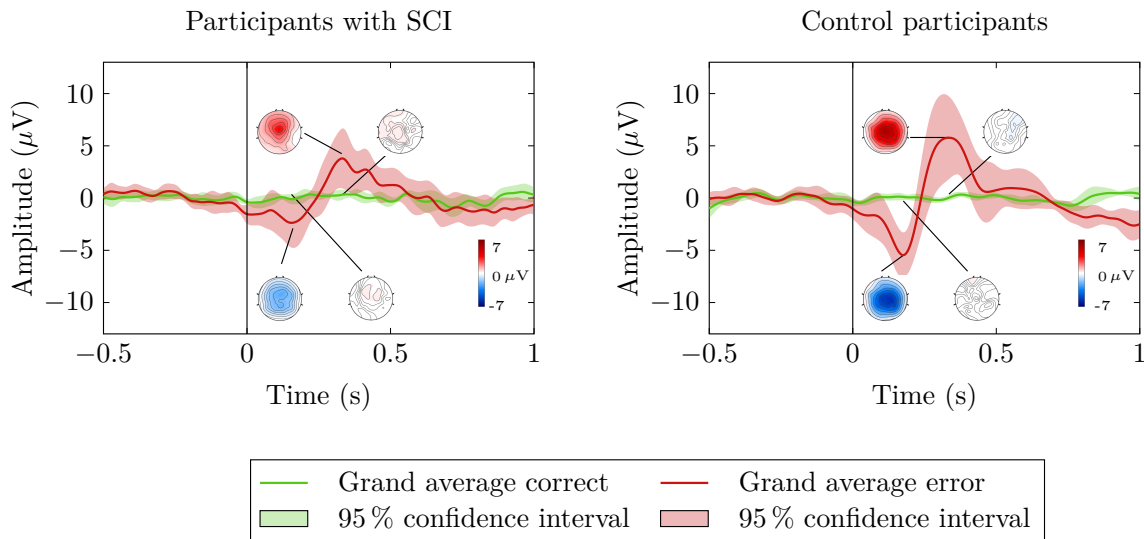 Participants with SCI
Control participants
Amplitude (μV)
10
5
0
−5
−10
7
0 μV
-7
−0.5
0
0.5
1
Time (s)
Amplitude (μV)
10
5
0
−5
−10
7
0 μV
-7
−0.5
0
0.5
1
Time (s)
Grand average correct
Grand average error
95 % confidence interval
95 % confidence interval